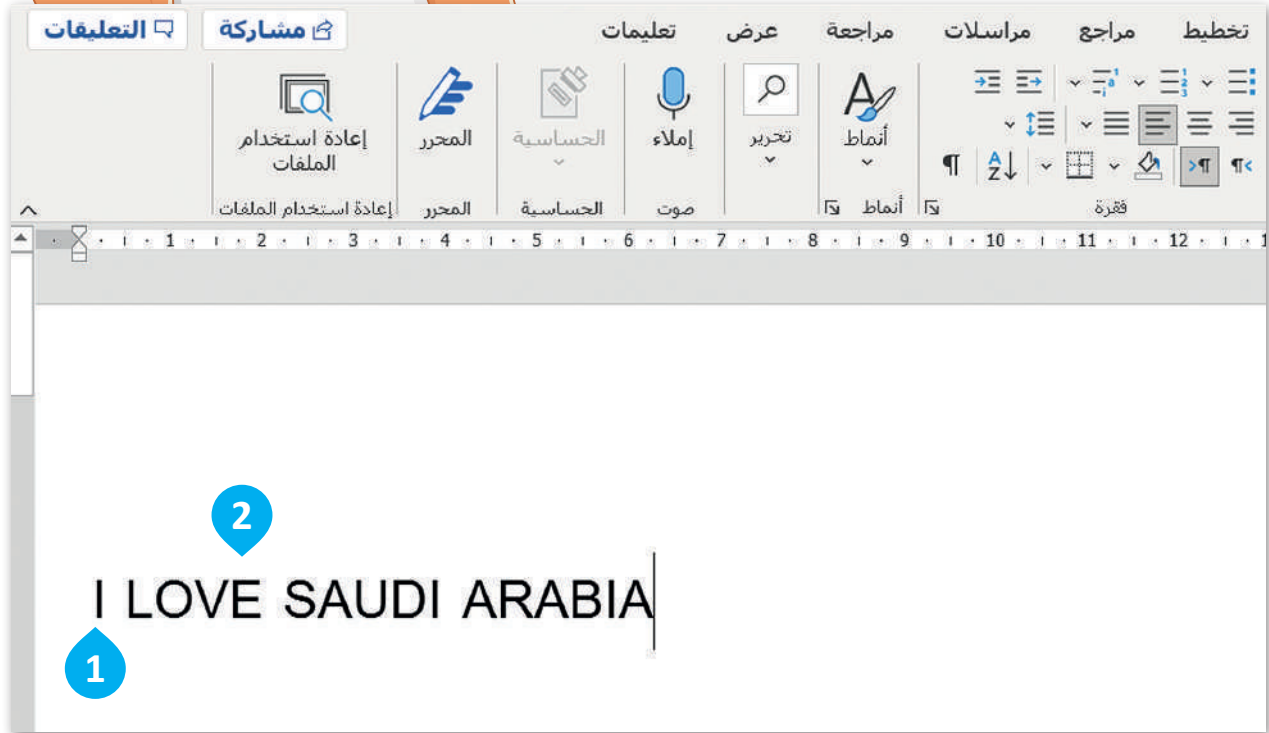 تخطيط مراجع مراسلات مراجعة عرض تعليمات مشاركة التعليقات
أنماط تحرير إملاء الحساسية المحرر إعادة استخدام
الملفات
فقرة أنماط صوت الحساسية المحرر إعادة استخدام الملفات
1 2 3 4 5 6 7 8 9 10 11 12
2
I LOVE SAUDI ARABIA
1